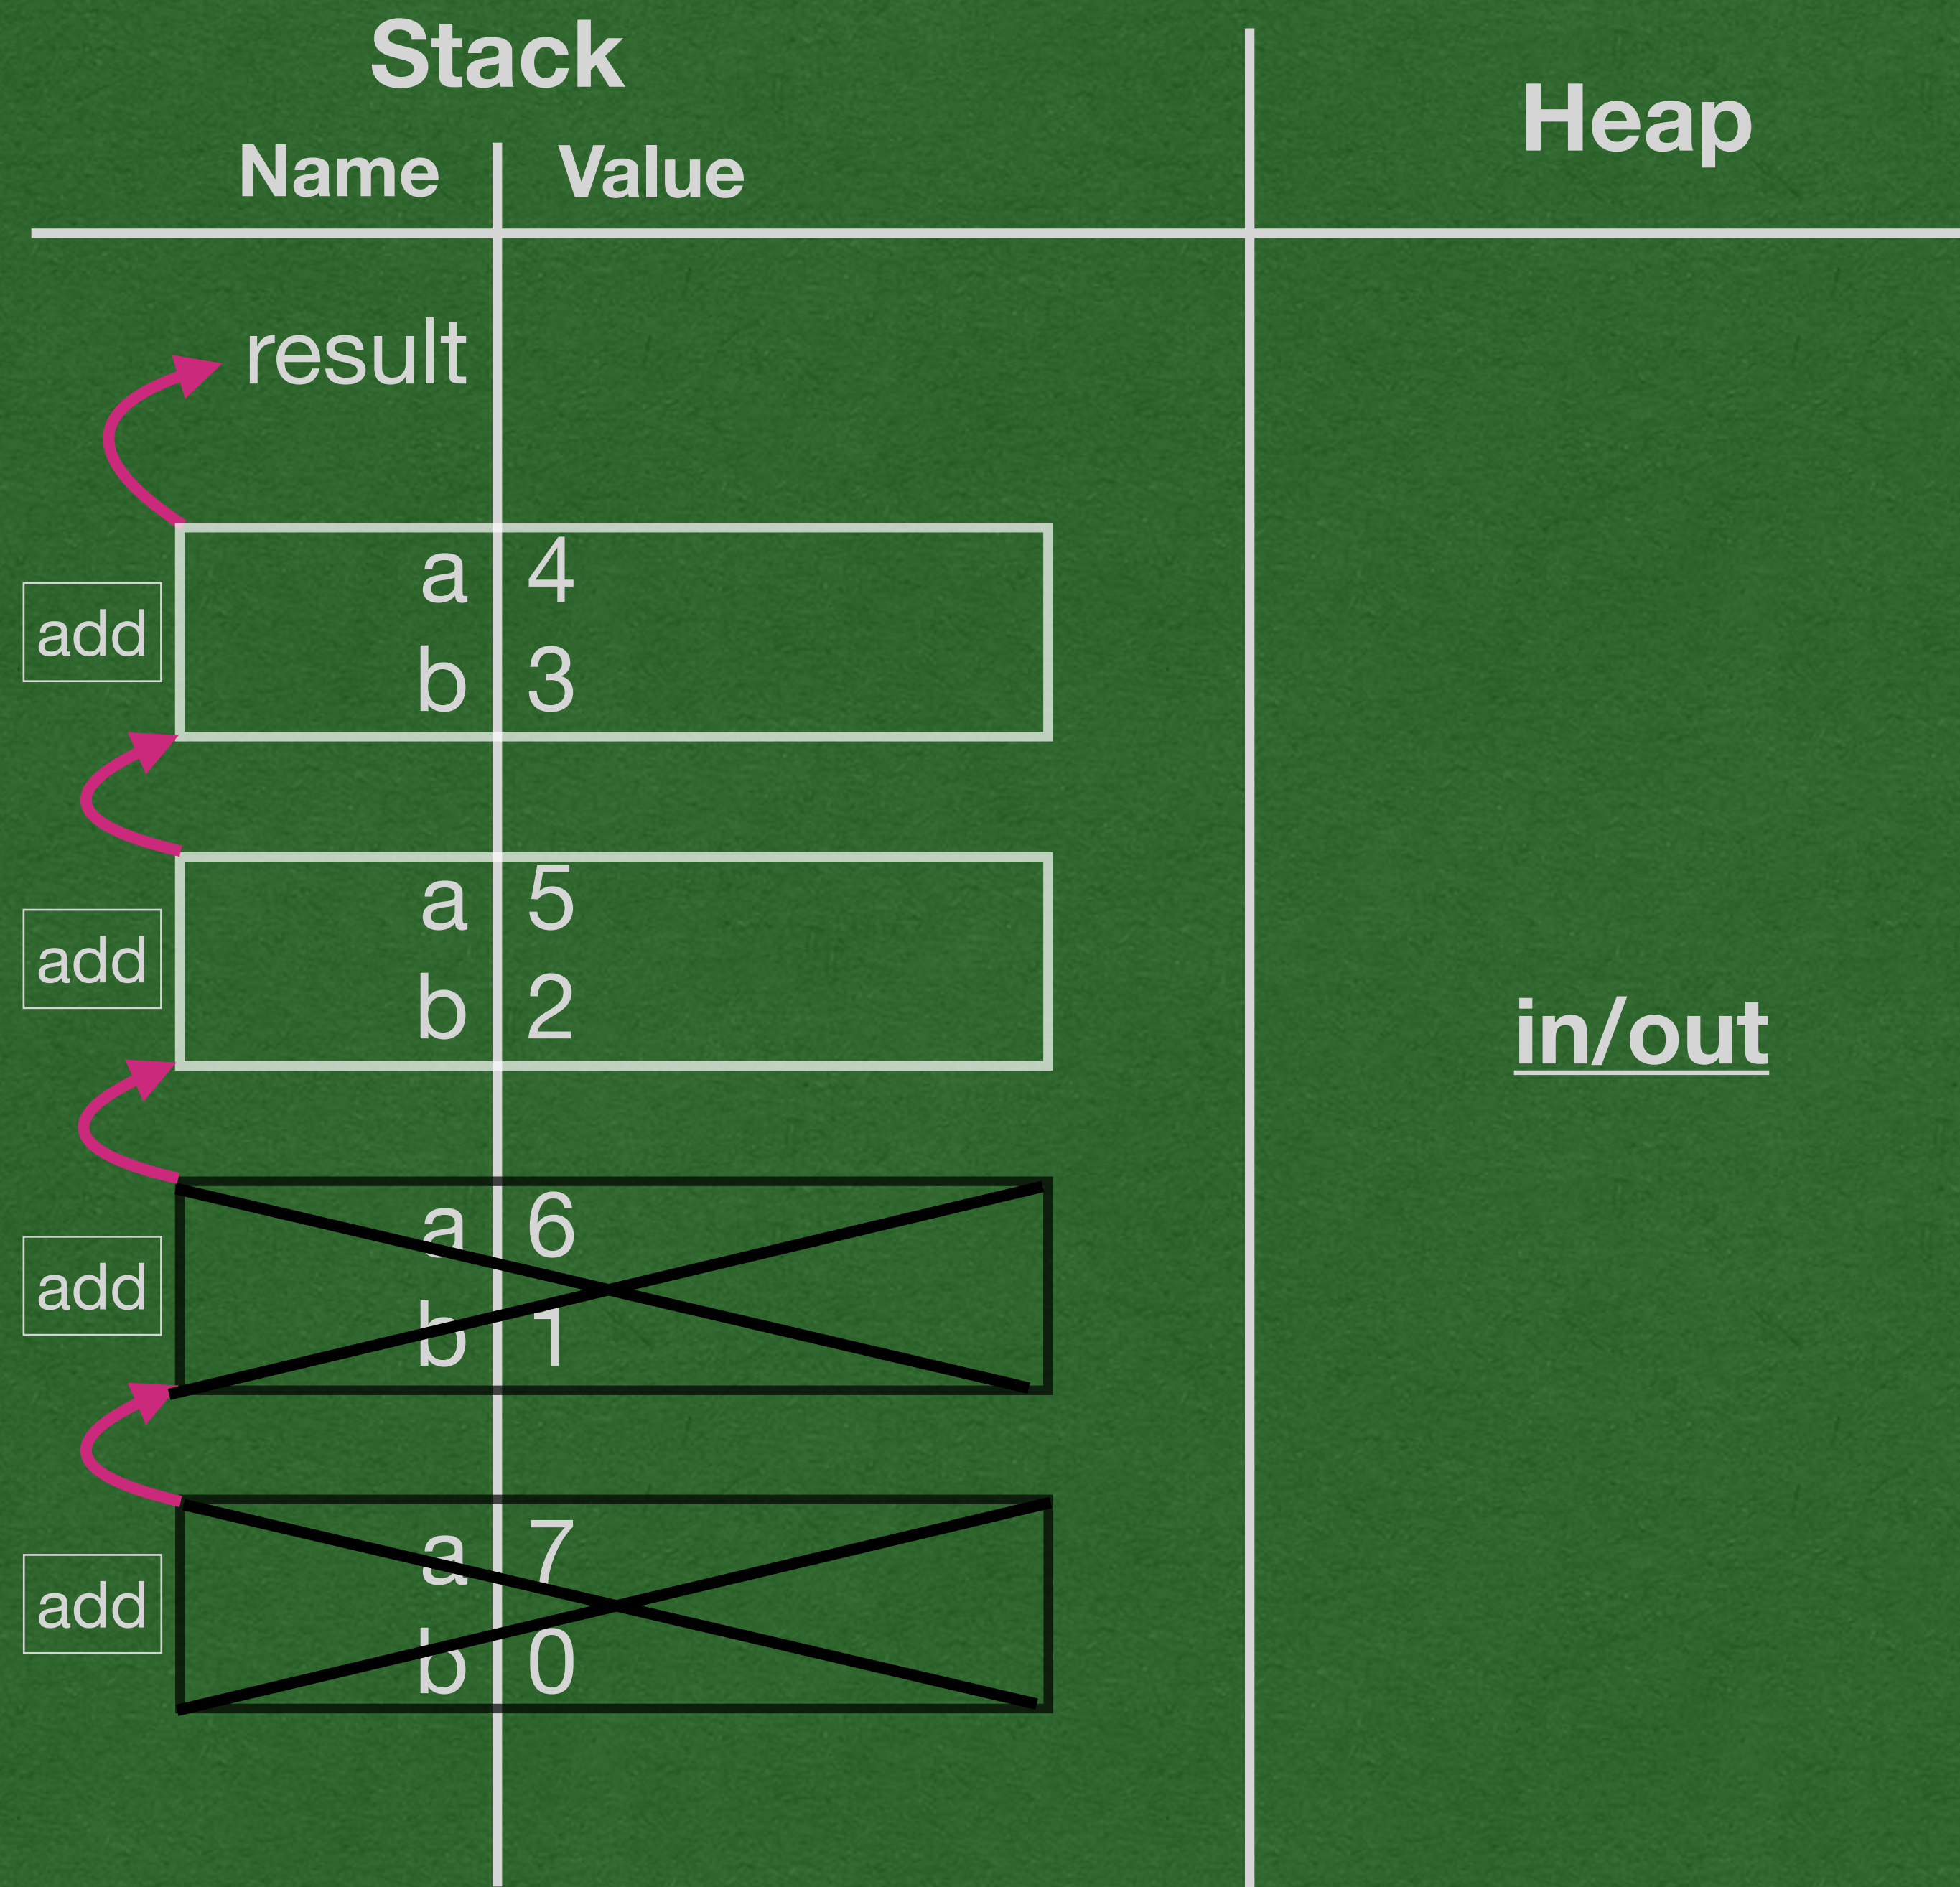 Stack
Heap
Name Value
result
a 4
add
b 3
a 5
add
b 2
in/out
a 6
add
b 1
a 7
add
b 0